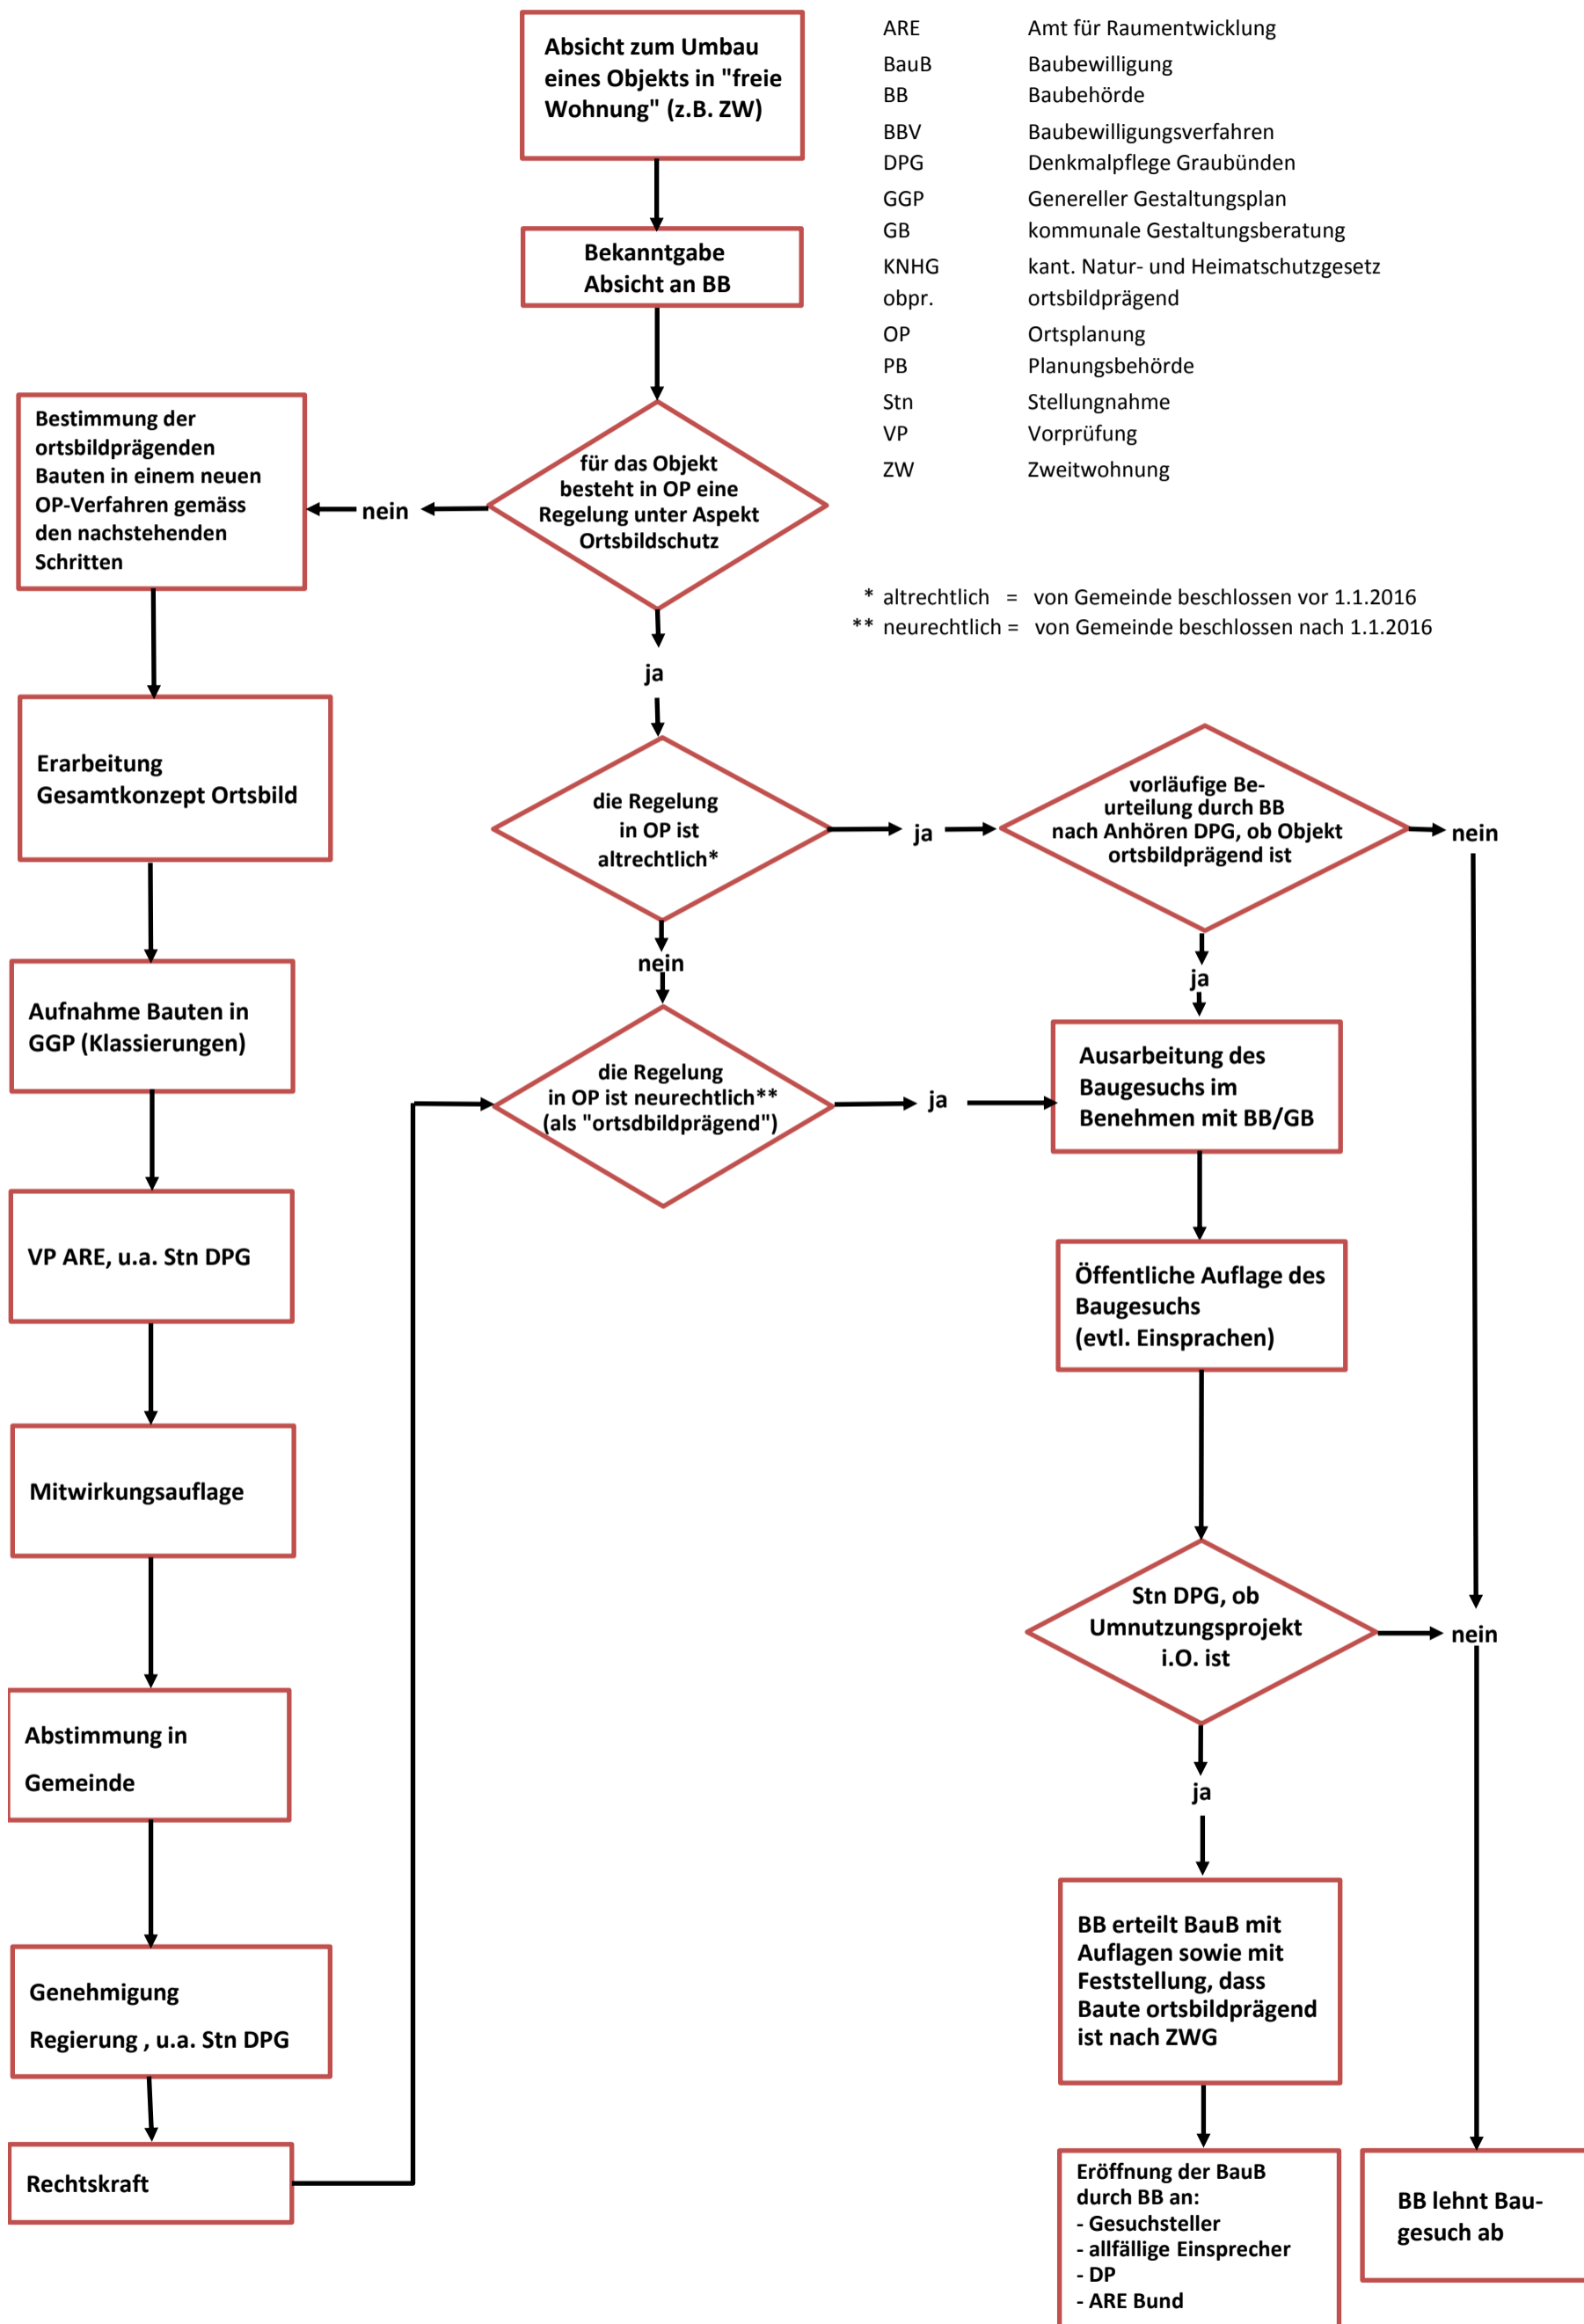 Absicht zum Umbau
eines Objekts in "freie
Wohnung" (z.B. ZW)
ARE Amt für Raumentwicklung
BauB Baubewilligung
BB Baubehörde
BBV Baubewilligungsverfahren
DPG Denkmalpflege Graubünden
GGP Genereller Gestaltungsplan
GB kommunale Gestaltungsberatung
KNHG kant. Natur- und Heimatschutzgesetz
obpr. ortsbildprägend
OP Ortsplanung
PB Planungsbehörde
Stn Stellungnahme
VP Vorprüfung
ZW Zweitwohnung
* altrechtlich = von Gemeinde beschlossen vor 1.1.2016
** neurechtlich = von Gemeinde beschlossen nach 1.1.2016
Bekanntgabe
Absicht an BB
für das Objekt
besteht in OP eine
Regelung unter Aspekt
Ortsbildschutz
nein
Bestimmung der
ortsbildprägenden
Bauten in einem neuen
OP-Verfahren gemäss
den nachstehenden
Schritten
Erarbeitung
Gesamtkonzept Ortsbild
Aufnahme Bauten in
GGP (Klassierungen)
VP ARE, u.a. Stn DPG
Mitwirkungsauflage
Abstimmung in
Gemeinde
Genehmigung
Regierung , u.a. Stn DPG
Rechtskraft
ja
die Regelung
in OP ist
altrechtlich*
ja
vorläufige Be-
urteilung durch BB
nach Anhören DPG, ob Objekt
ortsbildprägend ist
nein
nein
ja
die Regelung
in OP ist neurechtlich**
(als "ortsdbildprägend")
ja
Ausarbeitung des
Baugesuchs im
Benehmen mit BB/GB
Öffentliche Auflage des
Baugesuchs
(evtl. Einsprachen)
Stn DPG, ob
Umnutzungsprojekt
i.O. ist
nein
ja
BB erteilt BauB mit
Auflagen sowie mit
Feststellung, dass
Baute ortsbildprägend
ist nach ZWG
Eröffnung der BauB
durch BB an:
- Gesuchsteller
- allfällige Einsprecher
- DP
- ARE Bund
BB lehnt Bau-
gesuch ab